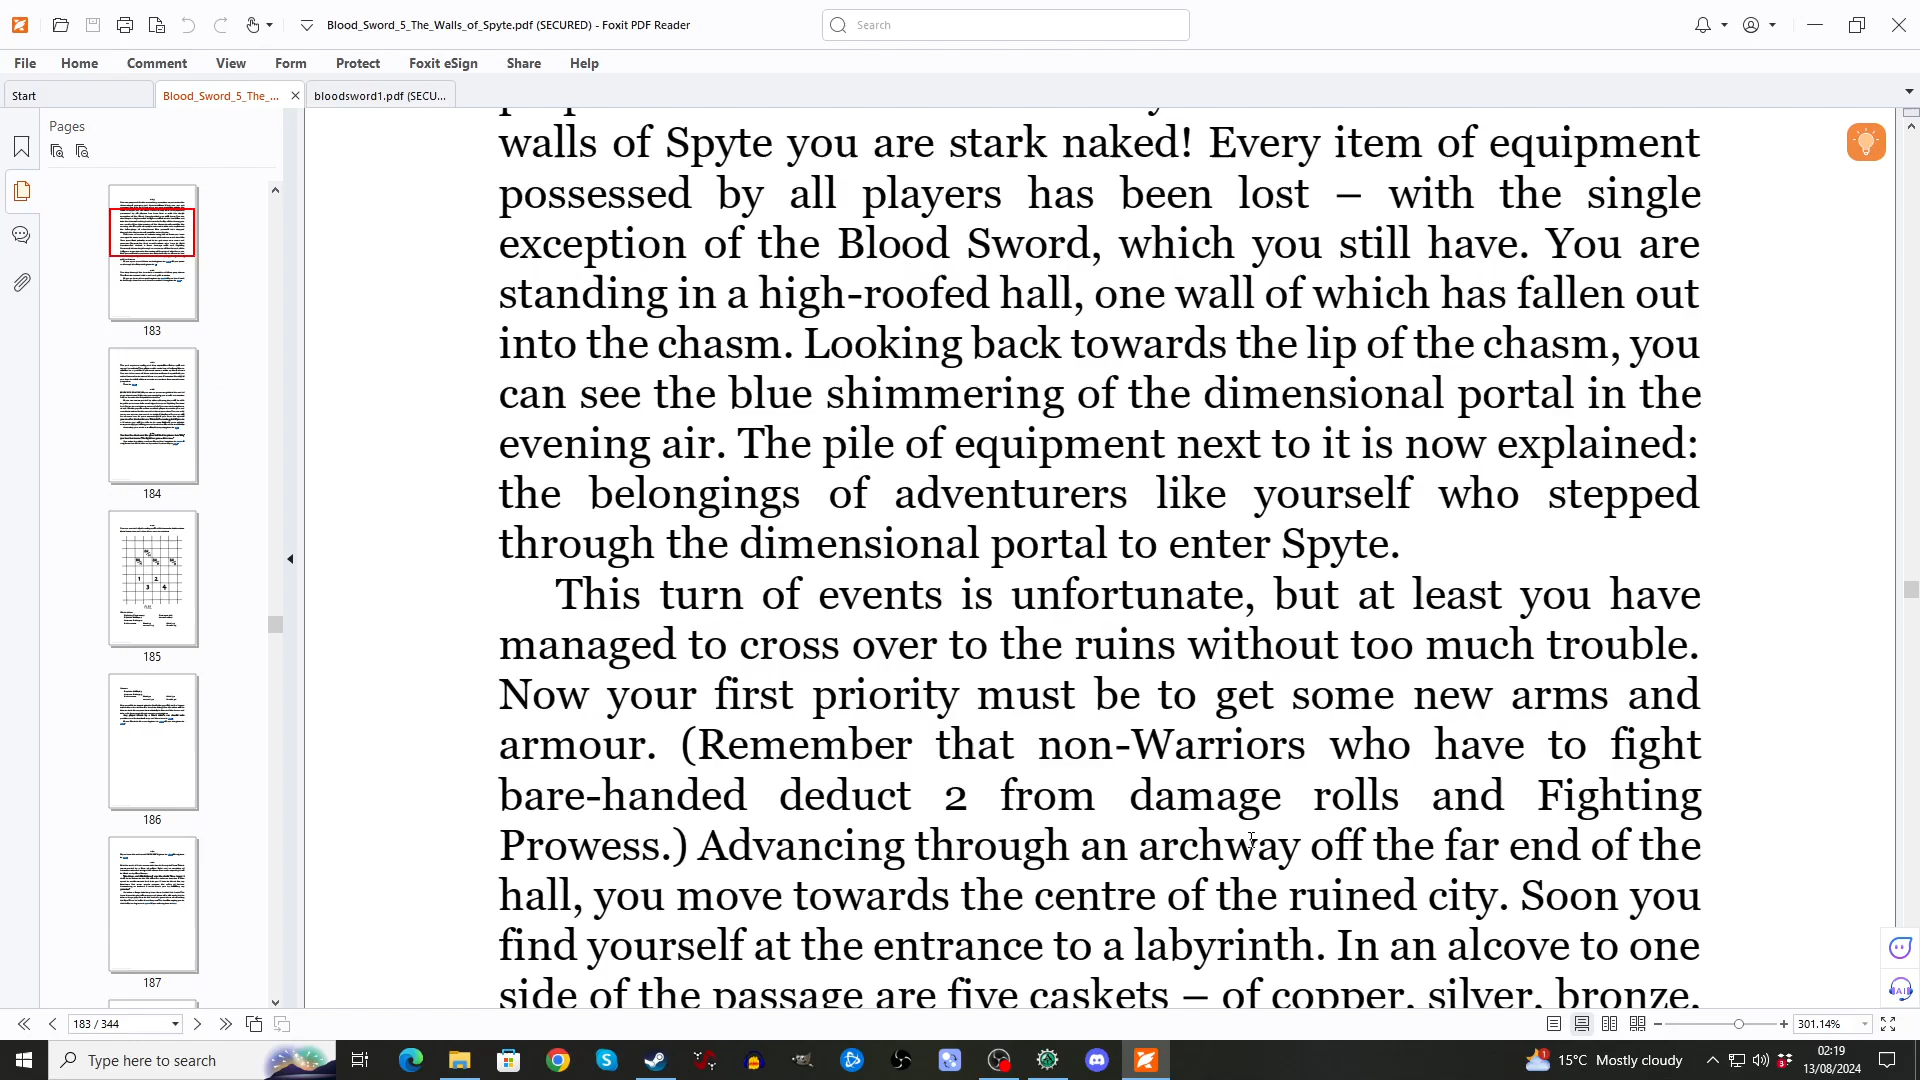 Blood_Sword_5_The_Walls_of_Spyte.pdf (SECURED) - Foxit PDF Reader
Search
File Home Comment View Form Protect Foxit eSign Share Help
Start Blood_Sword_5_The_... bloodsword1.pdf (SECU...
Pages
183
184
185
186
187
walls of Spyte you are stark naked! Every item of equipment
possessed by all players has been lost – with the single
exception of the Blood Sword, which you still have. You are
standing in a high-roofed hall, one wall of which has fallen out
into the chasm. Looking back towards the lip of the chasm, you
can see the blue shimmering of the dimensional portal in the
evening air. The pile of equipment next to it is now explained:
the belongings of adventurers like yourself who stepped
through the dimensional portal to enter Spyte.
This turn of events is unfortunate, but at least you have
managed to cross over to the ruins without too much trouble.
Now your first priority must be to get some new arms and
armour. (Remember that non-Warriors who have to fight
bare-handed deduct 2 from damage rolls and Fighting
Prowess.) Advancing through an archway off the far end of the
hall, you move towards the centre of the ruined city. Soon you
find yourself at the entrance to a labyrinth. In an alcove to one
side of the passage are five caskets – of copper, silver, bronze,
183 / 344
301.14%
Type here to search
15°C Mostly cloudy
02:19
13/08/2024